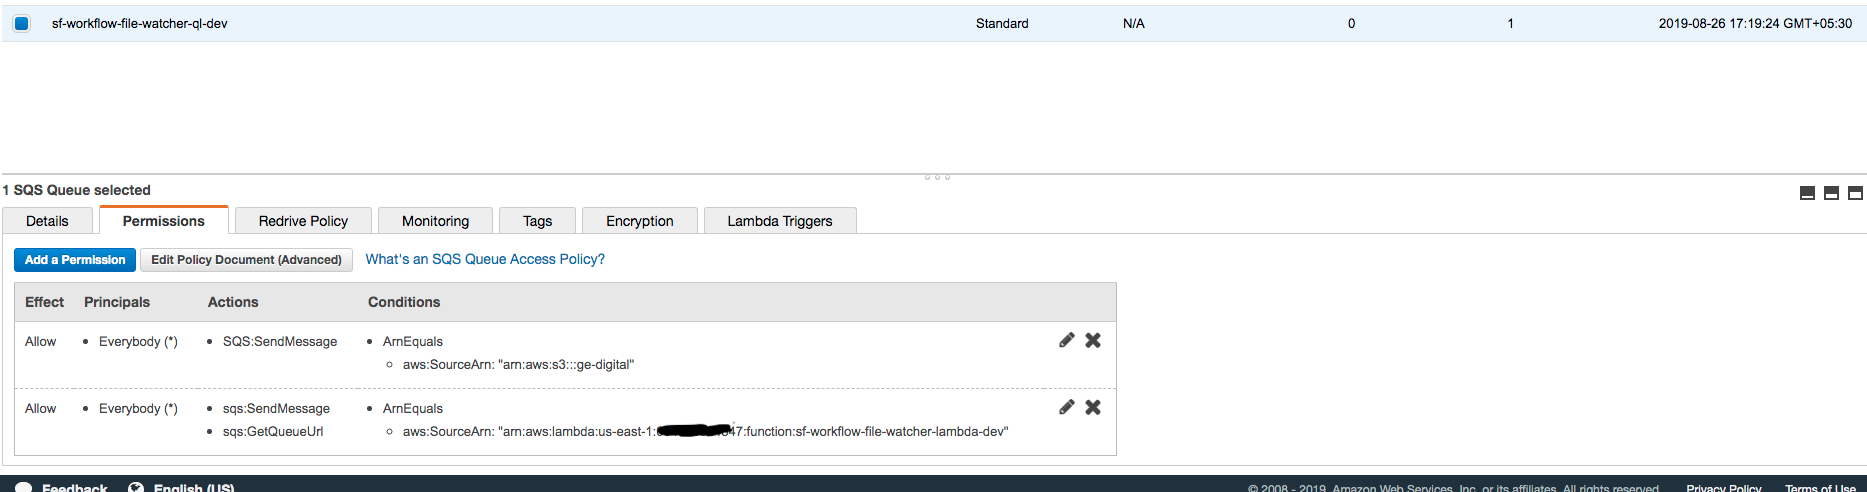 sf-workflow-file-watcher-ql-dev Standard N/A 0 1 2019-08-26 17:19:24 GMT+05:30
1 SQS Queue selected
Details Permissions Redrive Policy Monitoring Tags Encryption Lambda Triggers
Add a Permission Edit Policy Document (Advanced) What's an SQS Queue Access Policy?
Effect Principals Actions Conditions
Allow • Everybody (*) • SQS:SendMessage • ArnEquals
aws:SourceArn: "arn:aws:s3:::ge-digital"
Allow • Everybody (*) • sqs:SendMessage • ArnEquals
• sqs:GetQueueUrl aws:SourceArn: "arn:aws:lambda:us-east-1: 47:function:sf-workflow-file-watcher-lambda-dev"
Feedback English (US) © 2008 - 2019, Amazon Web Services, Inc. or its affiliates. All rights reserved. Privacy Policy Terms of Use